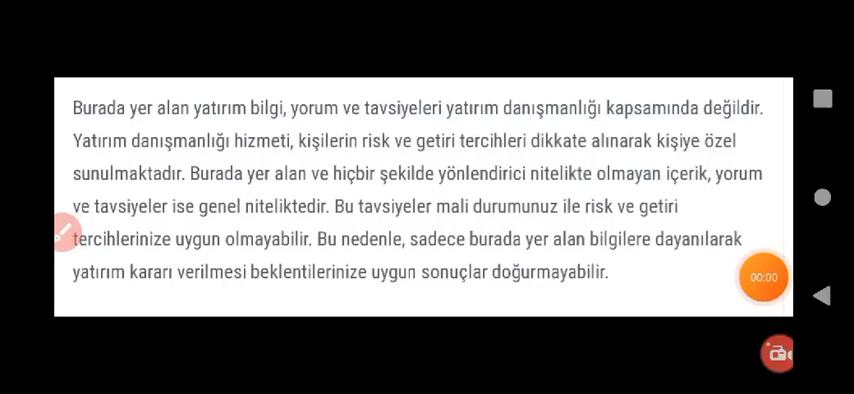 Burada yer alan yatırım bilgi, yorum ve tavsiyeleri yatırım danışmanlığı kapsamında değildir.
Yatırım danışmanlığı hizmeti, kişilerin risk ve getiri tercihleri dikkate alınarak kişiye özel
sunulmaktadır. Burada yer alan ve hiçbir şekilde yönlendirici nitelikte olmayan içerik, yorum
ve tavsiyeler ise genel niteliktedir. Bu tavsiyeler mali durumunuz ile risk ve getiri
tercihlerinize uygun olmayabilir. Bu nedenle, sadece burada yer alan bilgilere dayanılarak
yatırım kararı verilmesi beklentilerinize uygun sonuçlar doğurmayabilir.
00:00